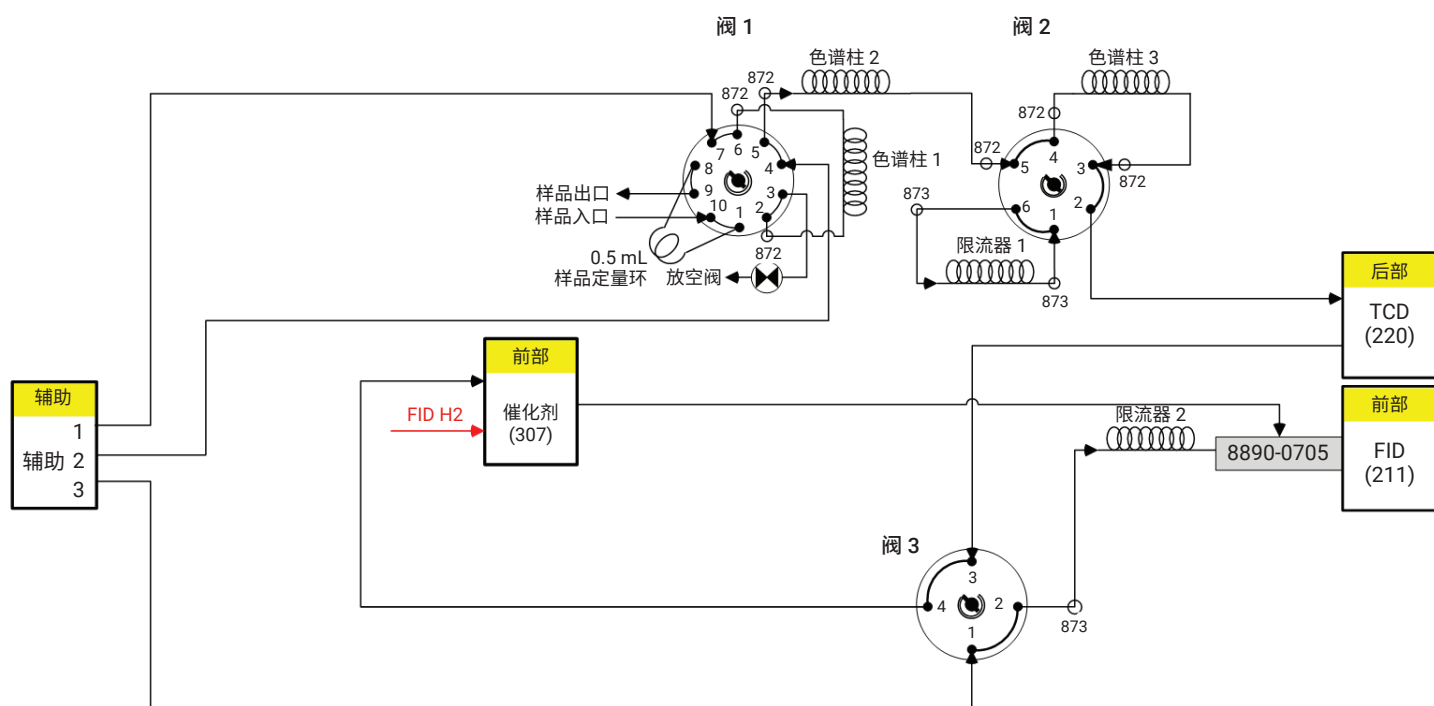 阀 1
阀 2
色谱柱 2
色谱柱 3
872
872
872
872
872
色谱柱 1
7
6
5
8
4
9
3
10
1
2
样品出口
样品入口
0.5 mL
样品定量环
放空阀
872
4
5
3
6
1
2
873
限流器 1
873
后部
TCD
(220)
前部
催化剂
(307)
FID H2
辅助
1
辅助 2
3
限流器 2
8890-0705
前部
FID
(211)
阀 3
3
4
2
1
873